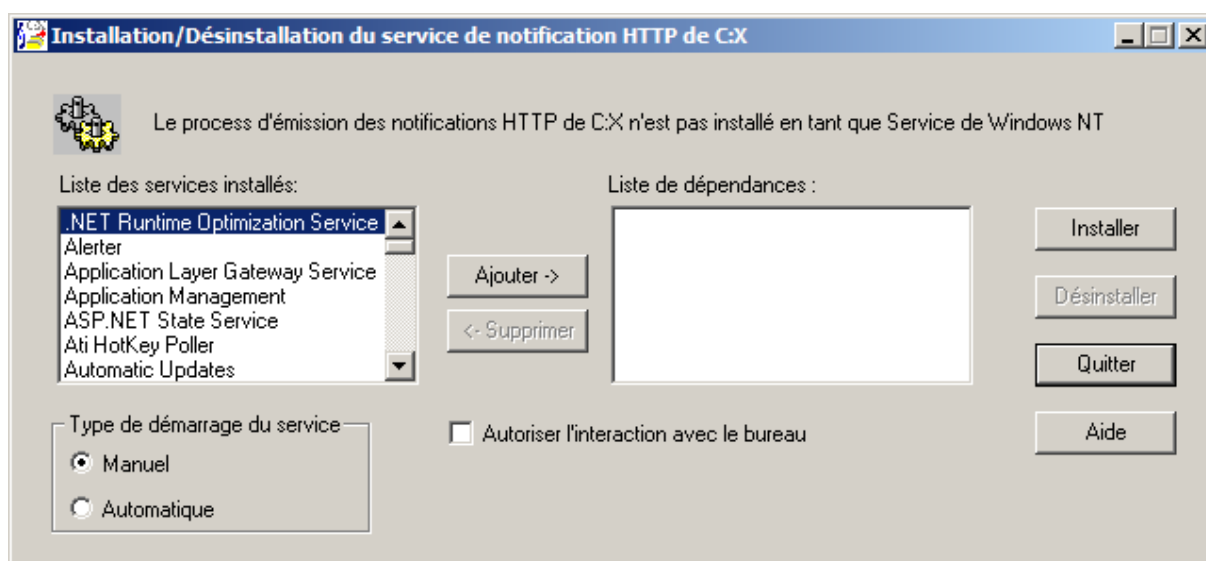 Installation/Désinstallation du service de notification HTTP de C:X
Le process d'émission des notifications HTTP de C:X n'est pas installé en tant que Service de Windows NT
Liste des services installés:
Liste de dépendances :
.NET Runtime Optimization Service
Alerter
Application Layer Gateway Service
Application Management
ASP.NET State Service
Ati HotKey Poller
Automatic Updates
Ajouter ->
<- Supprimer
Installer
Désinstaller
Quitter
Aide
Type de démarrage du service
Manuel
Automatique
Autoriser l'interaction avec le bureau